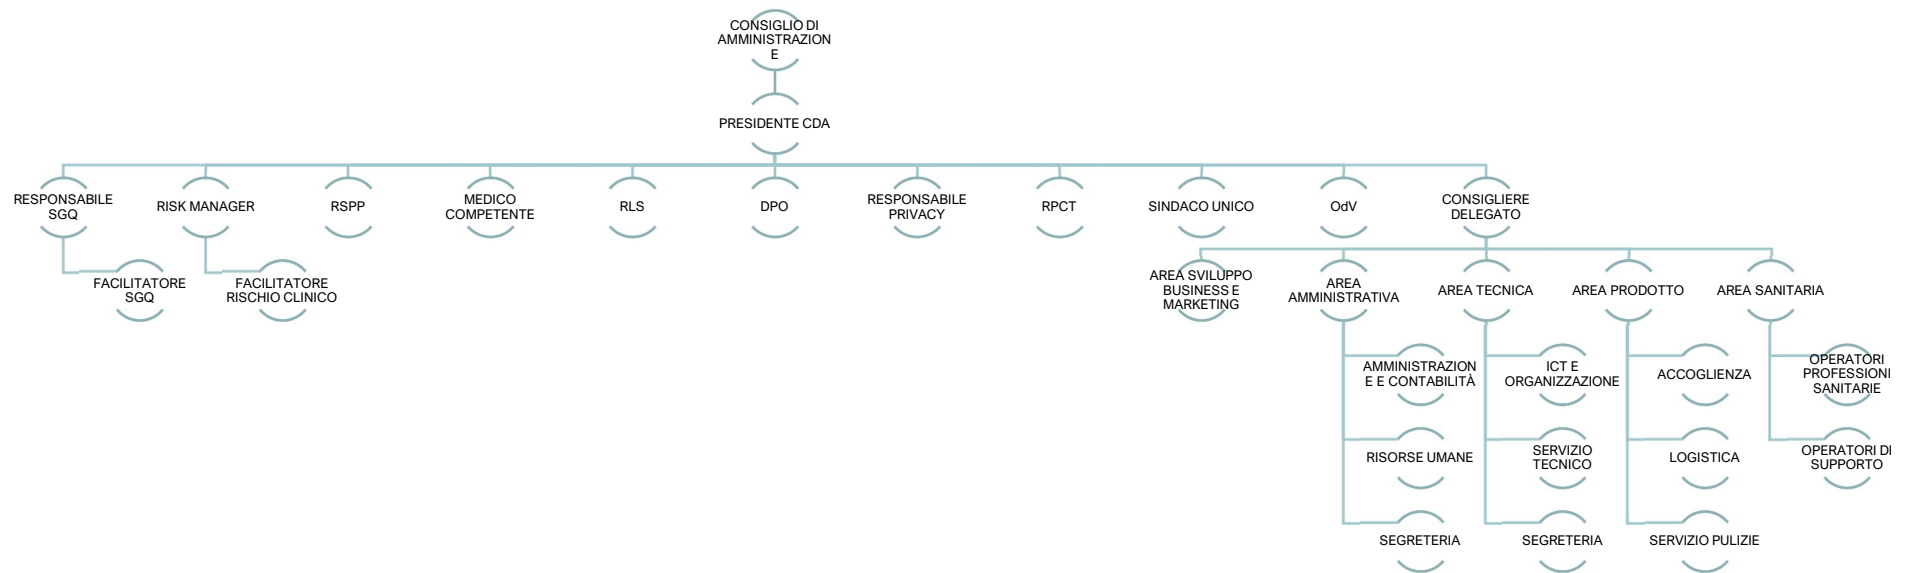 CONSIGLIO DI
AMMINISTRAZION
E
PRESIDENTE CDA
RESPONSABILE
SGQ
RISK MANAGER
RSPP
MEDICO
COMPETENTE
RLS
DPO
RESPONSABILE
PRIVACY
RPCT
SINDACO UNICO
OdV
CONSIGLIERE
DELEGATO
FACILITATORE
SGQ
FACILITATORE
RISCHIO CLINICO
AREA SVILUPPO
BUSINESS E
MARKETING
AREA
AMMINISTRATIVA
AREA TECNICA
AREA PRODOTTO
AREA SANITARIA
AMMINISTRAZION
E E CONTABILITÀ
ICT E
ORGANIZZAZIONE
ACCOGLIENZA
OPERATORI
PROFESSIONI
SANITARIE
RISORSE UMANE
SERVIZIO
TECNICO
LOGISTICA
OPERATORI DI
SUPPORTO
SEGRETERIA
SEGRETERIA
SERVIZIO PULIZIE